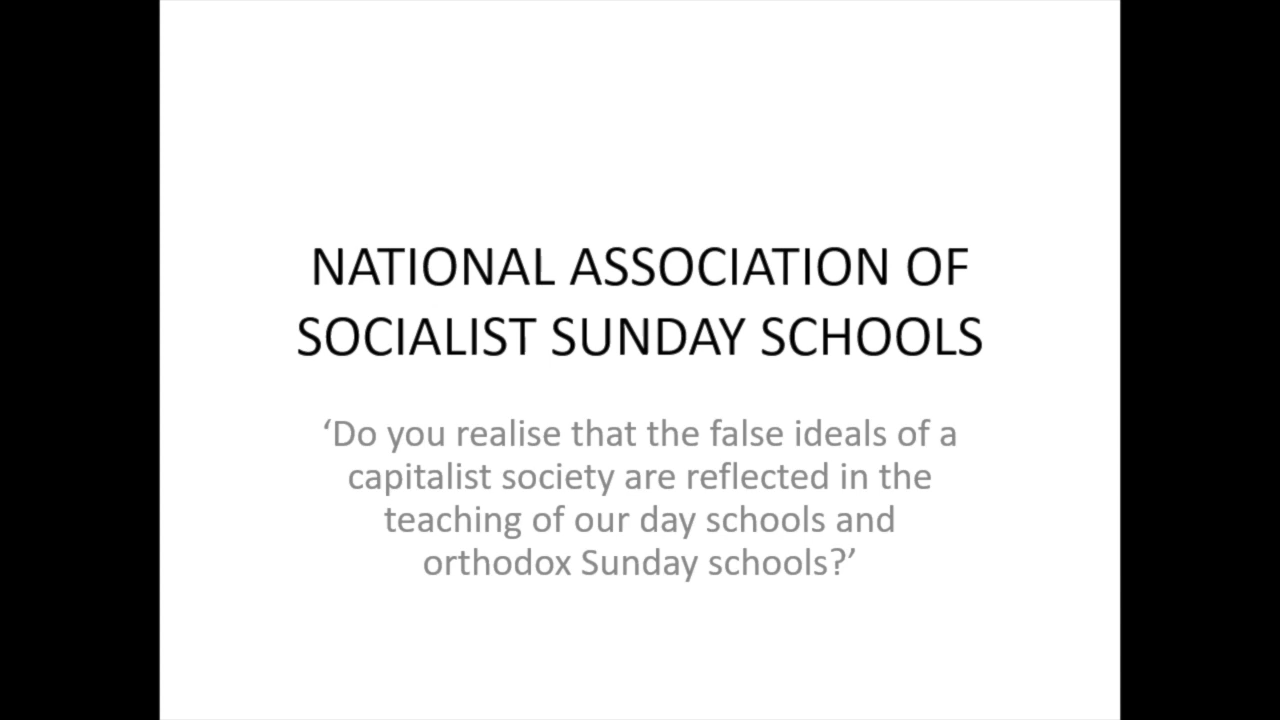 NATIONAL ASSOCIATION OF
SOCIALIST SUNDAY SCHOOLS
‘Do you realise that the false ideals of a
capitalist society are reflected in the
teaching of our day schools and
orthodox Sunday schools?’